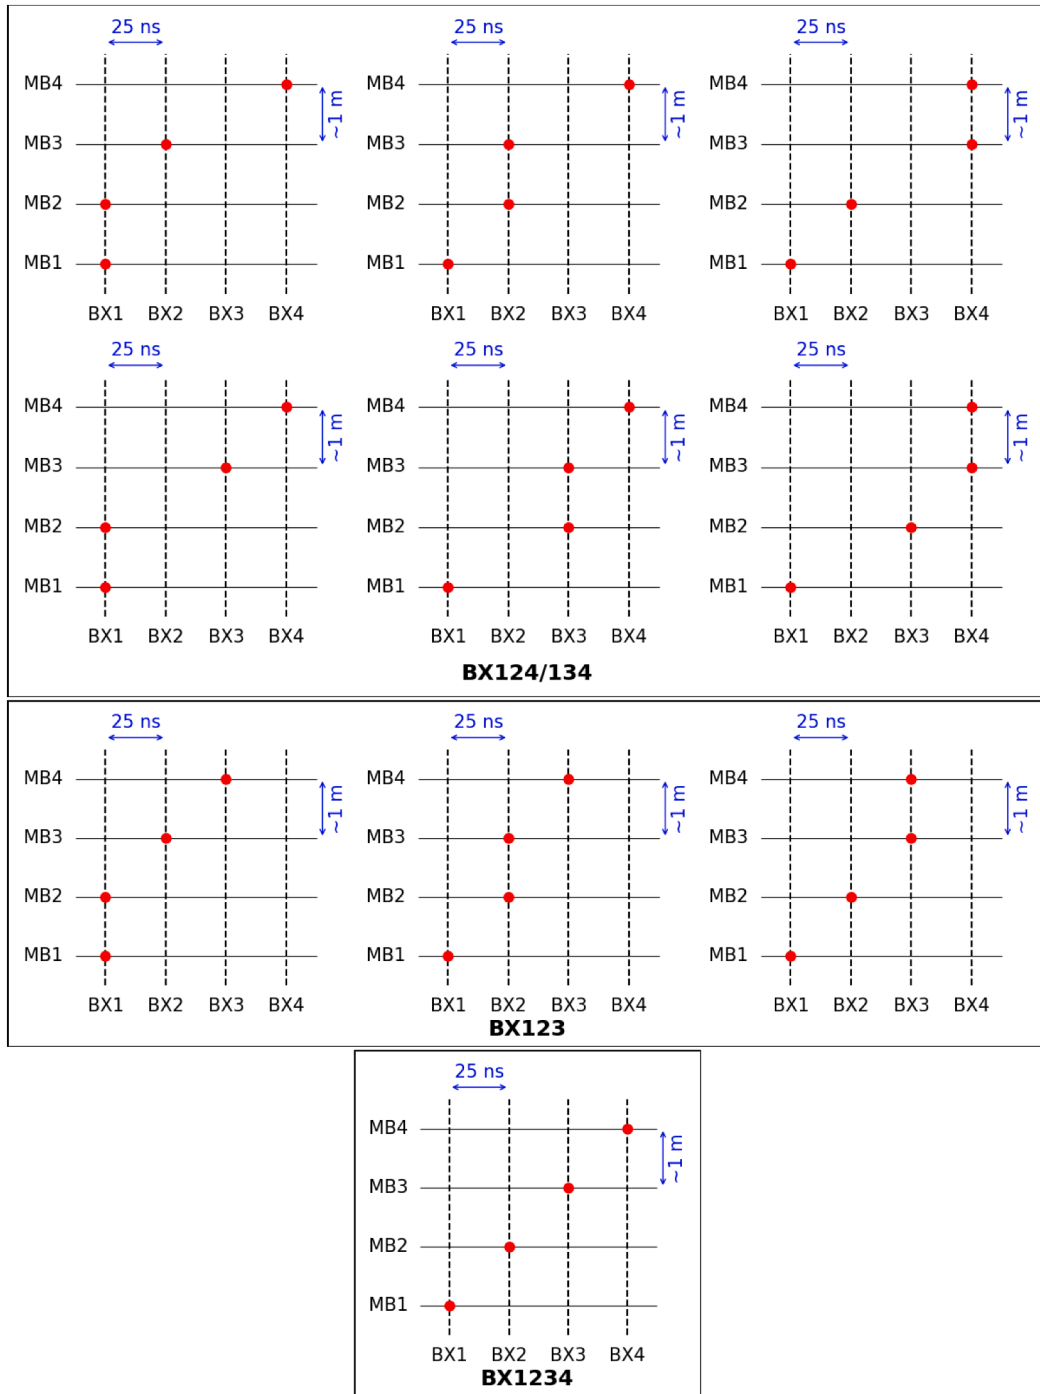 25 ns 25 ns 25 ns
MB4 MB4 MB4
~1 m ~1 m ~1 m
MB3 MB3 MB3
MB2 MB2 MB2
MB1 MB1 MB1
BX1 BX2 BX3 BX4 BX1 BX2 BX3 BX4 BX1 BX2 BX3 BX4
25 ns 25 ns 25 ns
MB4 MB4 MB4
~1 m ~1 m ~1 m
MB3 MB3 MB3
MB2 MB2 MB2
MB1 MB1 MB1
BX1 BX2 BX3 BX4 BX1 BX2 BX3 BX4 BX1 BX2 BX3 BX4
BX124/134
25 ns 25 ns 25 ns
MB4 MB4 MB4
~1 m ~1 m ~1 m
MB3 MB3 MB3
MB2 MB2 MB2
MB1 MB1 MB1
BX1 BX2 BX3 BX4 BX1 BX2 BX3 BX4 BX1 BX2 BX3 BX4
BX123
25 ns
MB4
~1 m
MB3
MB2
MB1
BX1 BX2 BX3 BX4
BX1234